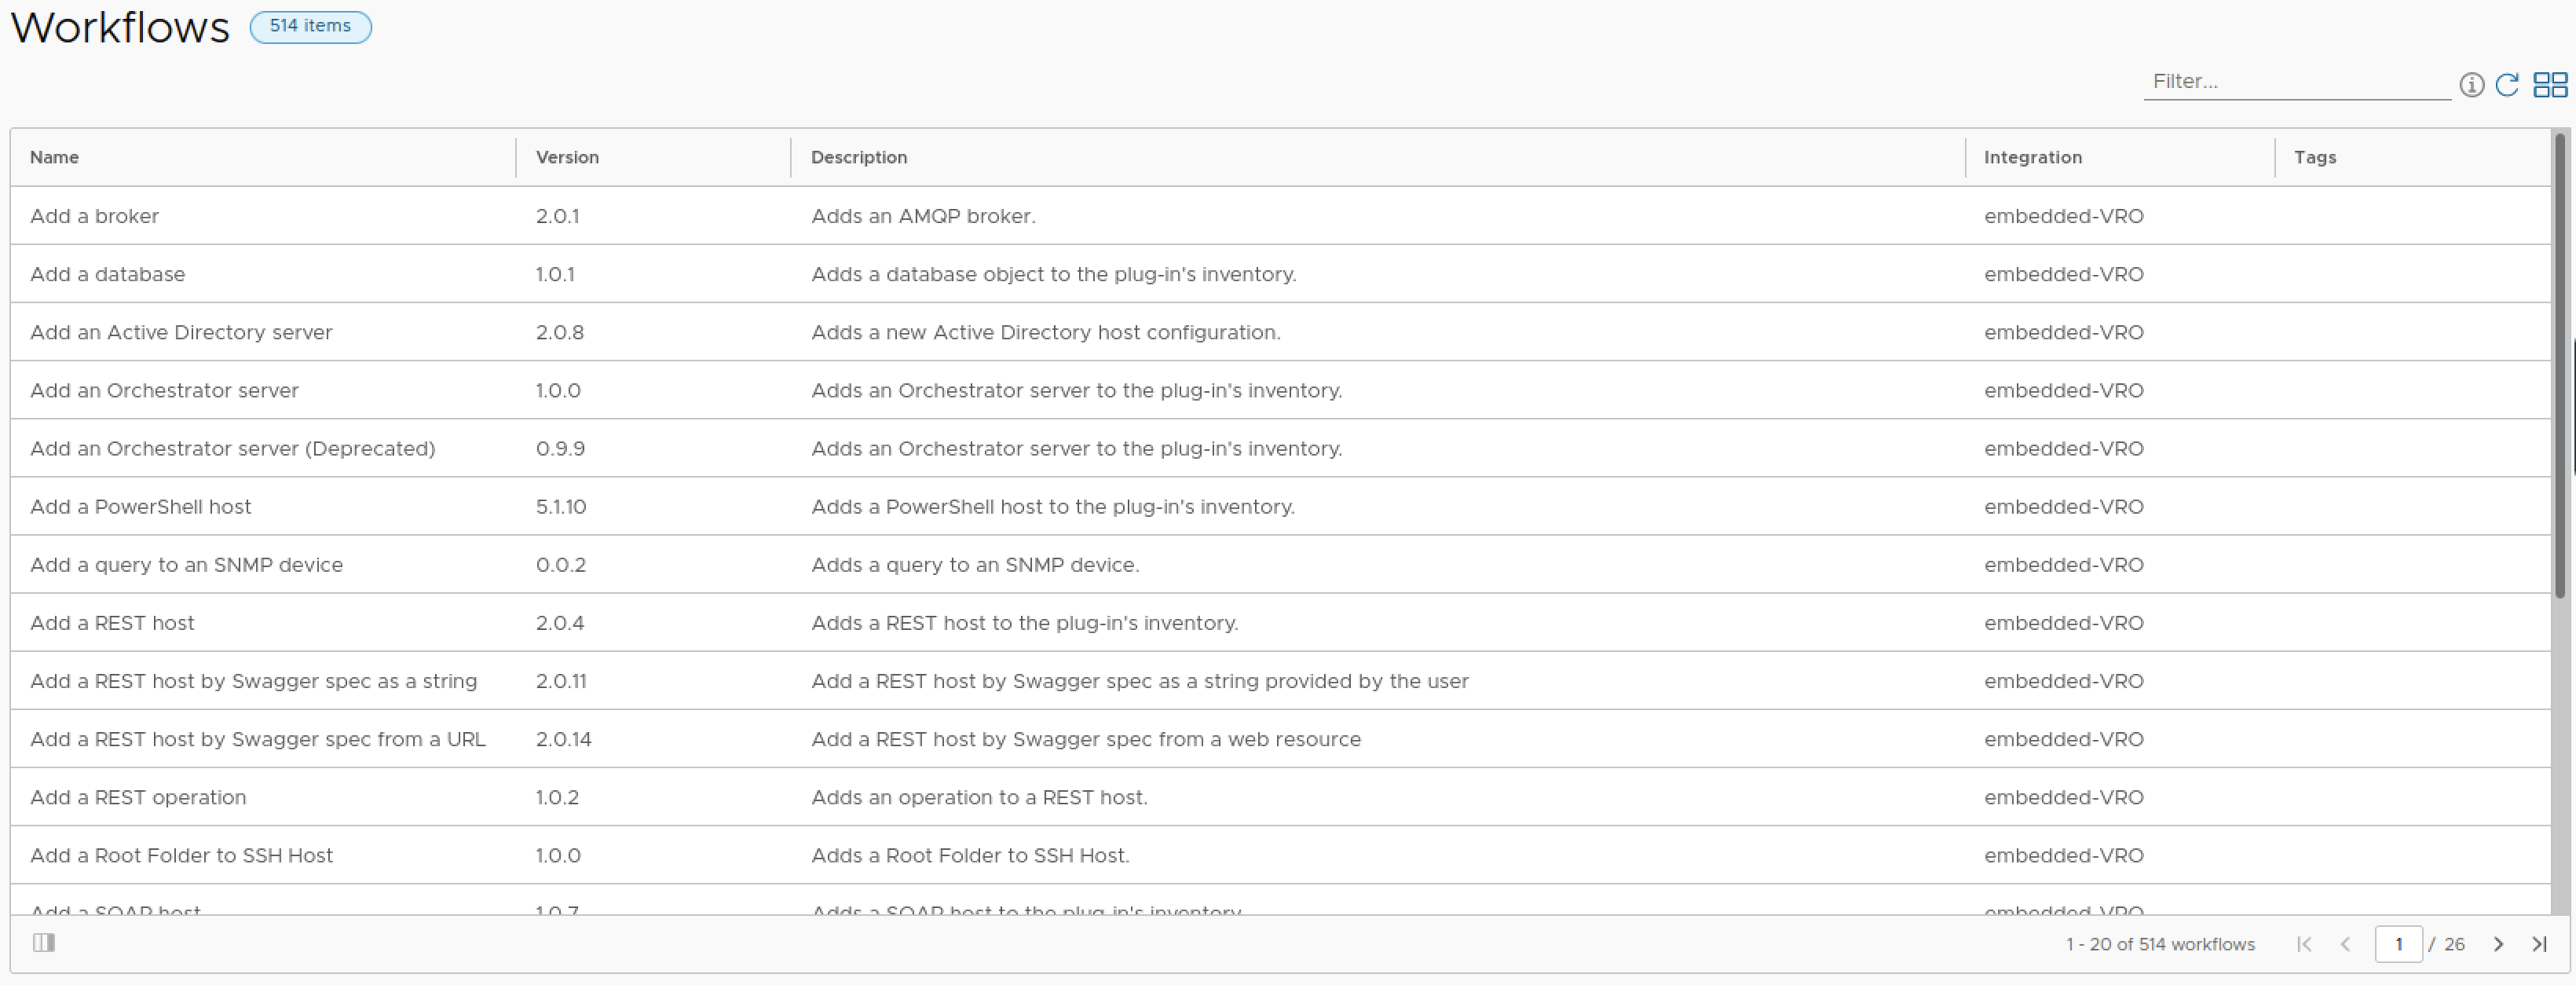 Workflows 514 items
Filter...
Name Version Description Integration Tags
Add a broker 2.0.1 Adds an AMQP broker. embedded-VRO
Add a database 1.0.1 Adds a database object to the plug-in's inventory. embedded-VRO
Add an Active Directory server 2.0.8 Adds a new Active Directory host configuration. embedded-VRO
Add an Orchestrator server 1.0.0 Adds an Orchestrator server to the plug-in's inventory. embedded-VRO
Add an Orchestrator server (Deprecated) 0.9.9 Adds an Orchestrator server to the plug-in's inventory. embedded-VRO
Add a PowerShell host 5.1.10 Adds a PowerShell host to the plug-in's inventory. embedded-VRO
Add a query to an SNMP device 0.0.2 Adds a query to an SNMP device. embedded-VRO
Add a REST host 2.0.4 Adds a REST host to the plug-in's inventory. embedded-VRO
Add a REST host by Swagger spec as a string 2.0.11 Add a REST host by Swagger spec as a string provided by the user embedded-VRO
Add a REST host by Swagger spec from a URL 2.0.14 Add a REST host by Swagger spec from a web resource embedded-VRO
Add a REST operation 1.0.2 Adds an operation to a REST host. embedded-VRO
Add a Root Folder to SSH Host 1.0.0 Adds a Root Folder to SSH Host. embedded-VRO
Add a SOAP host 1.0.7 Adds a SOAP host to the plug-in's inventory. embedded-VRO
1 - 20 of 514 workflows 1 / 26